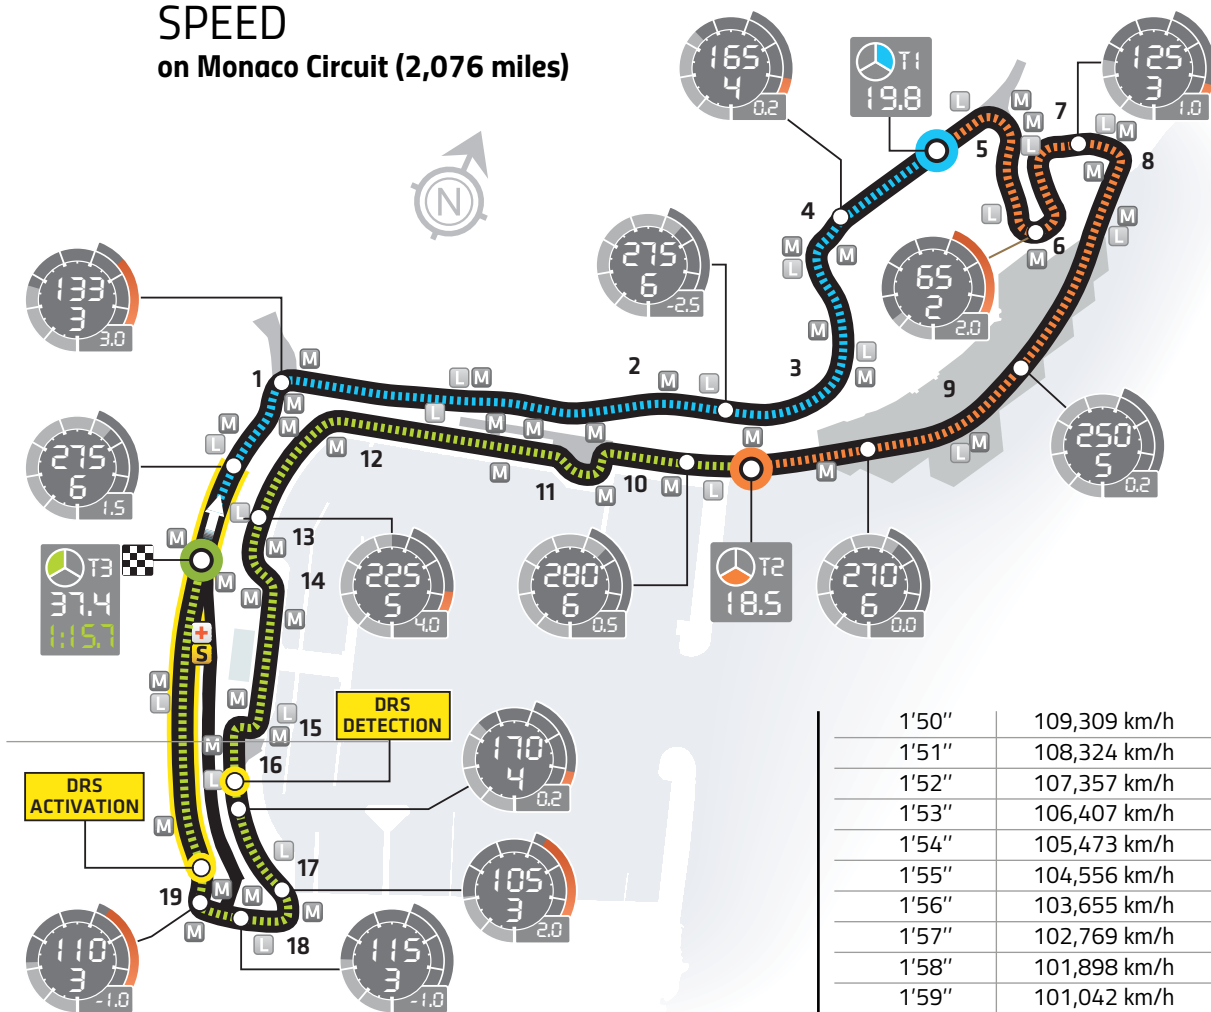 SPEED
on Monaco Circuit (2,076 miles)
165
4
0.2
T1
19.8
125
3
1.0
N
275
6
-2.5
65
2
2.0
133
3
3.0
275
6
1.5
250
5
0.2
T3
37.4
1:15.7
225
5
4.0
280
6
0.5
T2
18.5
270
6
0.0
170
4
0.2
105
3
2.0
110
3
-1.0
115
3
-1.0
1
2
3
4
5
6
7
8
9
10
11
12
13
14
15
16
17
18
19
L
M
M
L
M
L
M
M
L
M
M
L
L
M
M
M
L
M
M
L
M
M
L
M
M
L
L
M
M
M
M
M
M
L
M
L
M
M
M
M
L
M
M
L
M
M
M
M
M
M
L
M
L
M
M
L
M
L
M
M
M
M
M
L
S
DRS
DETECTION
DRS
ACTIVATION
1'50'' 109,309 km/h
1'51'' 108,324 km/h
1'52'' 107,357 km/h
1'53'' 106,407 km/h
1'54'' 105,473 km/h
1'55'' 104,556 km/h
1'56'' 103,655 km/h
1'57'' 102,769 km/h
1'58'' 101,898 km/h
1'59'' 101,042 km/h